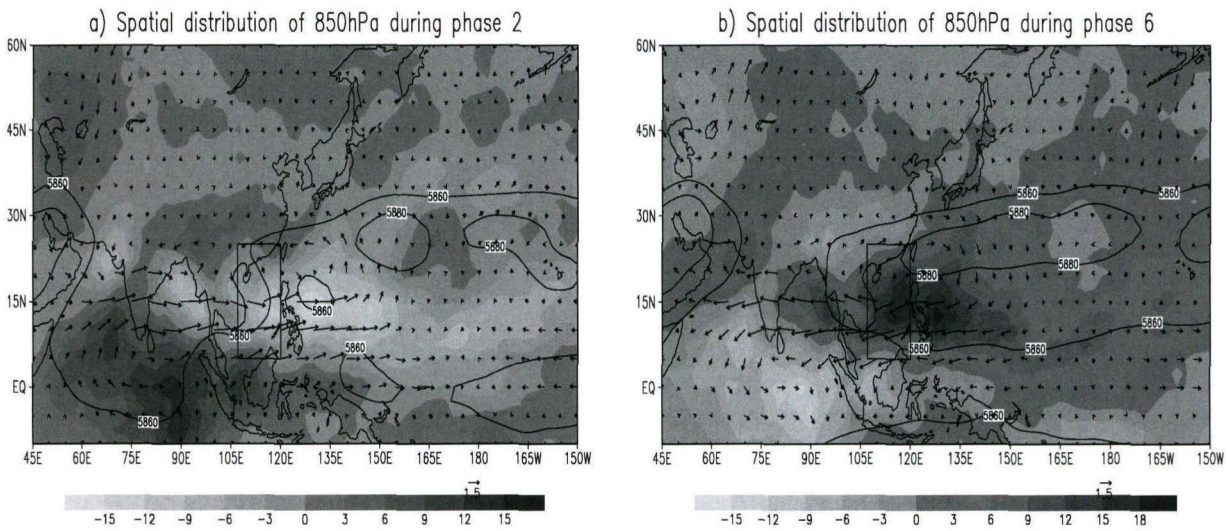 a) Spatial distribution of 850hPa during phase 2
60N
45N
30N
15N
EQ
5860
5860
5880
5880
5860
5860
5860
5860
45E 60E 75E 90E 105E 120E 135E 150E 165E 180 165W 150W
1.5
-15 -12 -9 -6 -3 0 3 6 9 12 15
b) Spatial distribution of 850hPa during phase 6
60N
45N
30N
15N
EQ
5860
5860
5860
5880
5880
5880
5860
5860
5860
5860
45E 60E 75E 90E 105E 120E 135E 150E 165E 180 165W 150W
1.5
-15 -12 -9 -6 -3 0 3 6 9 12 15 18